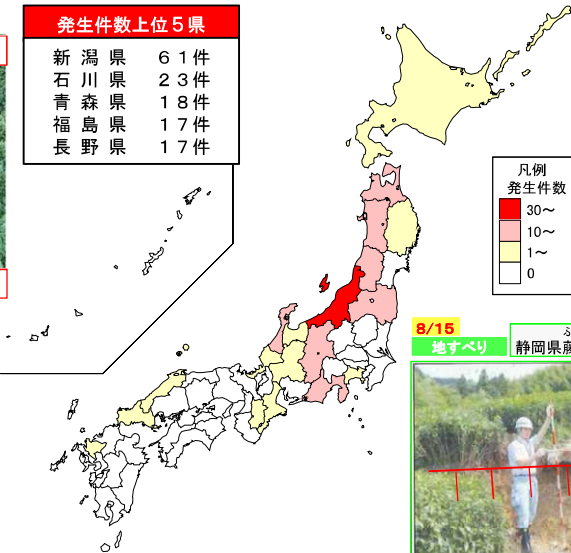 発生件数上位5県
新潟県 61件
石川県 23件
青森県 18件
福島県 17件
長野県 17件
凡例
発生件数
30～
10～
1～
0
8/15
地すべり
ふ
静岡県藤